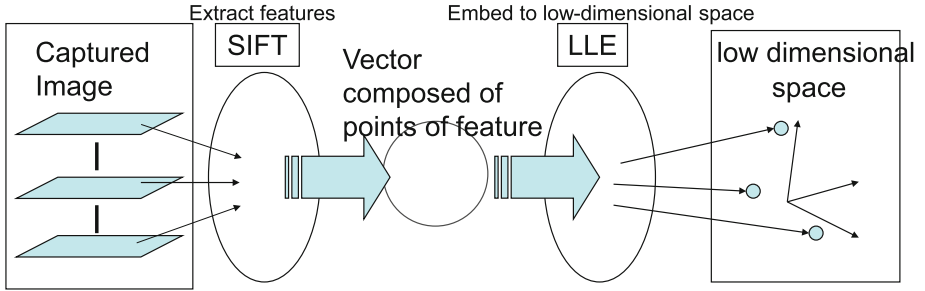 Extract features
Embed to low-dimensional space
Captured
Image
SIFT
Vector
composed of
points of feature
LLE
low dimensional
space